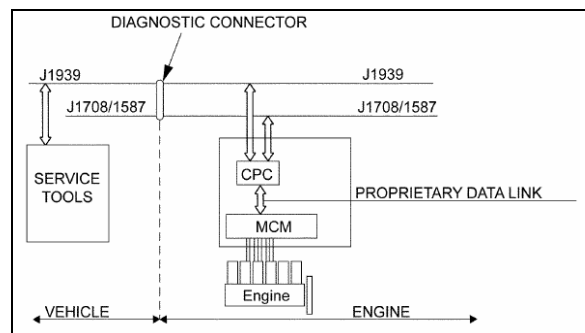 DIAGNOSTIC CONNECTOR
J1939
J1939
J1708/1587
J1708/1587
SERVICE
TOOLS
CPC
PROPRIETARY DATA LINK
MCM
Engine
VEHICLE
ENGINE